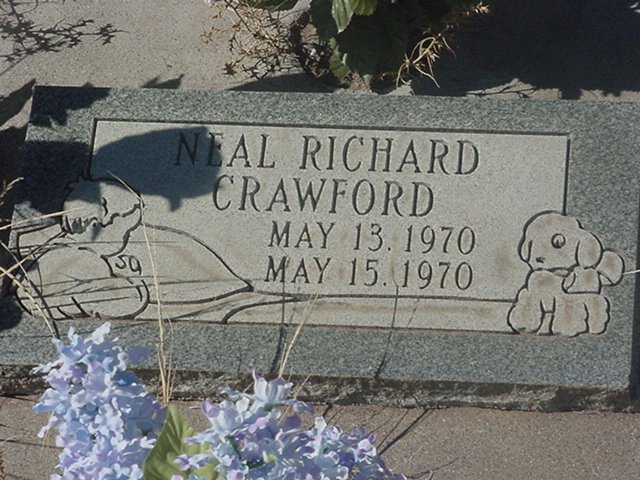 NEAL RICHARD
CRAWFORD
MAY 13. 1970
MAY 15. 1970